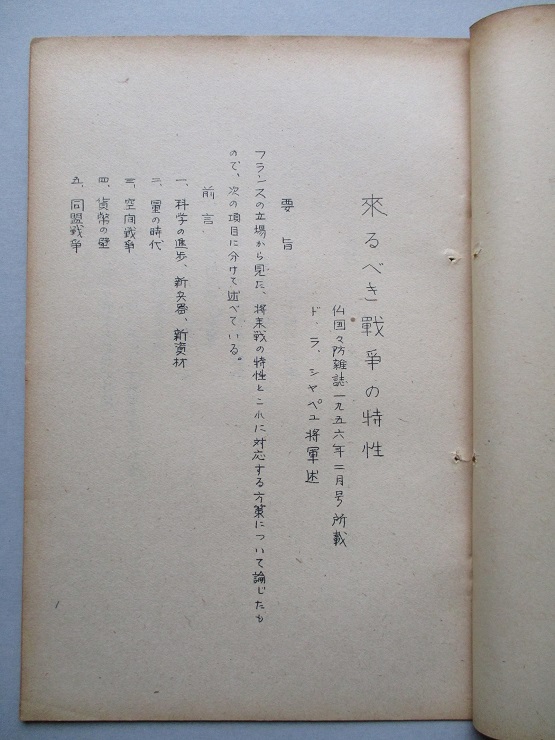 來るべき戰爭の特性
仏国々防雑誌一九五六年二月号所載
ド、ラ、シャペユ将軍述
要旨
フランスの立場から見た、将来戦の特性とこれに対応する方策について論じたも
ので、次の項目に分けて述べている。
前言
一、科学の進歩、新兵器、新資材
二、量の時代
三、空間戦争
四、貨幣の壁
五、同盟戦争